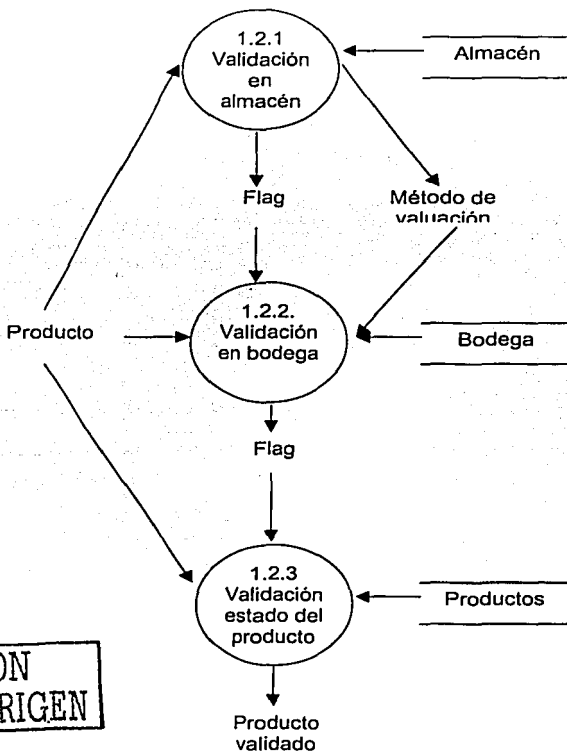 1.2.1
Validación
en
almacén
Almacén
Flag
Método de
valuación
Producto
1.2.2.
Validación
en bodega
Bodega
Flag
1.2.3
Validación
estado del
producto
Productos
ON
RIGEN
Producto
validado